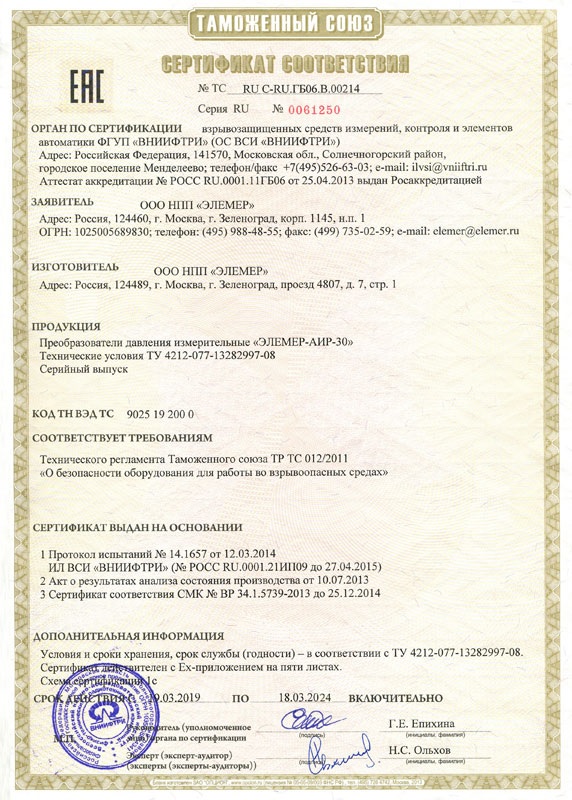 ТАМОЖЕННЫЙ СОЮЗ
СЕРТИФИКАТ СООТВЕТСТВИЯ
ЕАС
№ ТС RU С-RU.ГБ06.В.00214
Серия RU № 0061250
ОРГАН ПО СЕРТИФИКАЦИИ взрывозащищенных средств измерений, контроля и элементов
автоматики ФГУП «ВНИИФТРИ» (ОС ВСИ «ВНИИФТРИ»)
Адрес: Российская Федерация, 141570, Московская обл., Солнечногорский район,
городское поселение Менделеево; телефон/факс +7(495)526-63-03; e-mail: ilvsi@vniiftri.ru
Аттестат аккредитации № РОСС RU.0001.11ГБ06 от 25.04.2013 выдан Росаккредитацией
ЗАЯВИТЕЛЬ ООО НПП «ЭЛЕМЕР»
Адрес: Россия, 124460, г. Москва, г. Зеленоград, корп. 1145, н.п. 1
ОГРН: 1025005689830; телефон: (495) 988-48-55; факс: (499) 735-02-59; e-mail: elemer@elemer.ru
ИЗГОТОВИТЕЛЬ ООО НПП «ЭЛЕМЕР»
Адрес: Россия, 124489, г. Москва, г. Зеленоград, проезд 4807, д. 7, стр. 1
ПРОДУКЦИЯ
Преобразователи давления измерительные «ЭЛЕМЕР-АИР-30»
Технические условия ТУ 4212-077-13282997-08
Серийный выпуск
КОД ТН ВЭД ТС 9025 19 200 0
СООТВЕТСТВУЕТ ТРЕБОВАНИЯМ
Технического регламента Таможенного союза ТР ТС 012/2011
«О безопасности оборудования для работы во взрывоопасных средах»
СЕРТИФИКАТ ВЫДАН НА ОСНОВАНИИ
1 Протокол испытаний № 14.1657 от 12.03.2014
ИЛ ВСИ «ВНИИФТРИ» (№ РОСС RU.0001.21ИП09 до 27.04.2015)
2 Акт о результатах анализа состояния производства от 10.07.2013
3 Сертификат соответствия СМК № ВР 34.1.5739-2013 до 25.12.2014
ДОПОЛНИТЕЛЬНАЯ ИНФОРМАЦИЯ
Условия и сроки хранения, срок службы (годности) – в соответствии с ТУ 4212-077-13282997-08.
Сертификат действителен с Ех-приложением на пяти листах.
Схема сертификации 1с
СРОК ДЕЙСТВИЯ С 19.03.2019 ПО 18.03.2024 ВКЛЮЧИТЕЛЬНО
Руководитель (уполномоченное
лицо) органа по сертификации
(подпись)
Г.Е. Епихина
(инициалы, фамилия)
М.П.
Эксперт (эксперт-аудитор)
(эксперты (эксперты-аудиторы))
(подпись)
Н.С. Ольхов
(инициалы, фамилия)
ВНИИФТРИ